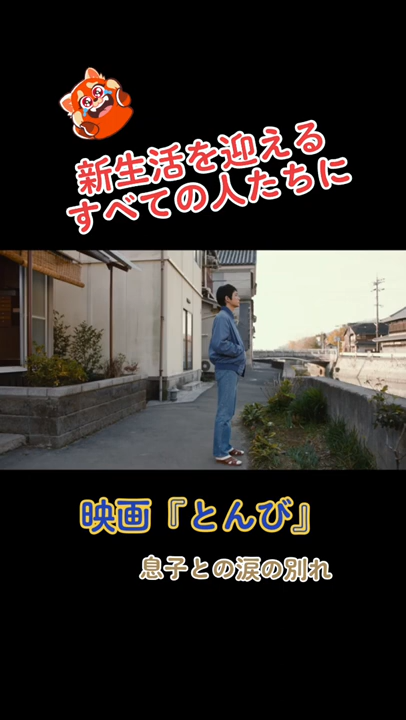 新生活を迎える
すべての人たちに
映画『とんび』
息子との涙の別れ